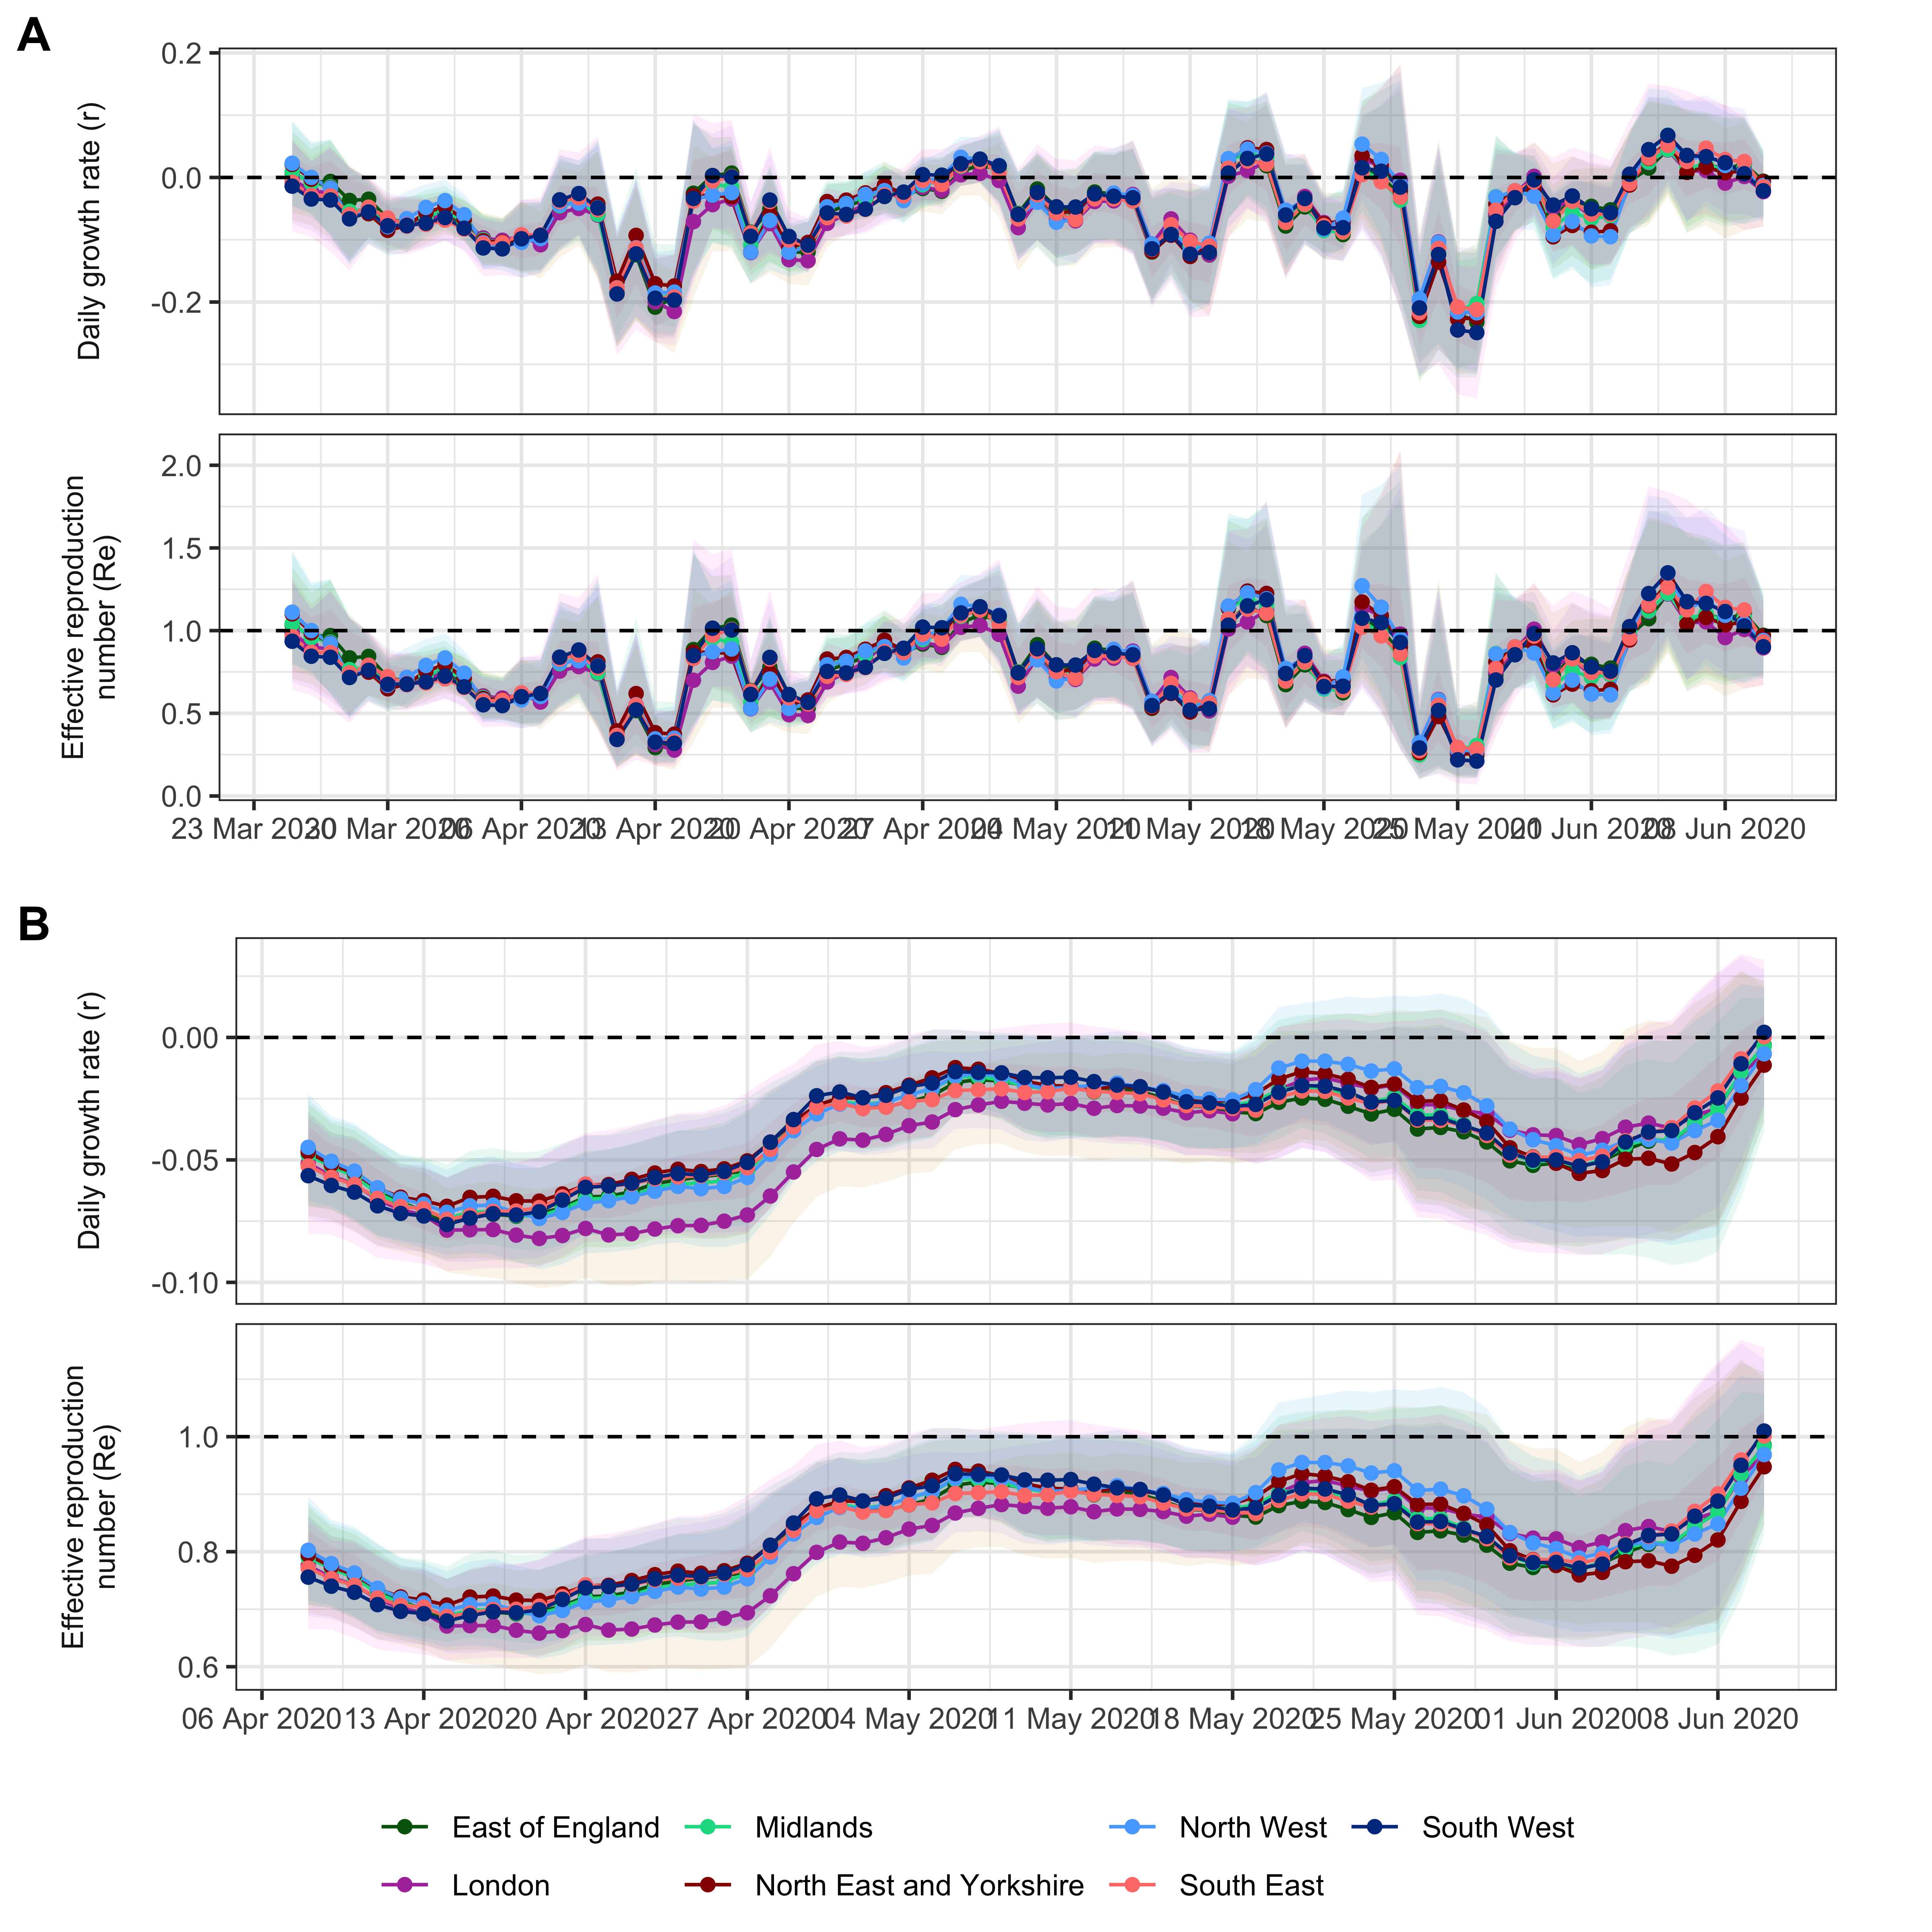 A
Daily growth rate (r)
0.2
0.0
-0.2
Effective reproduction
number (Re)
2.0
1.5
1.0
0.5
0.0
23 Mar 2020 30 Mar 2020 06 Apr 2020 13 Apr 2020 20 Apr 2020 27 Apr 2020 04 May 2020 11 May 2020 18 May 2020 25 May 2020 01 Jun 2020 08 Jun 2020
B
Daily growth rate (r)
0.00
-0.05
-0.10
Effective reproduction
number (Re)
1.0
0.8
0.6
06 Apr 2020 13 Apr 2020 20 Apr 2020 27 Apr 2020 04 May 2020 11 May 2020 18 May 2020 25 May 2020 01 Jun 2020 08 Jun 2020
East of England Midlands North West South West
London North East and Yorkshire South East